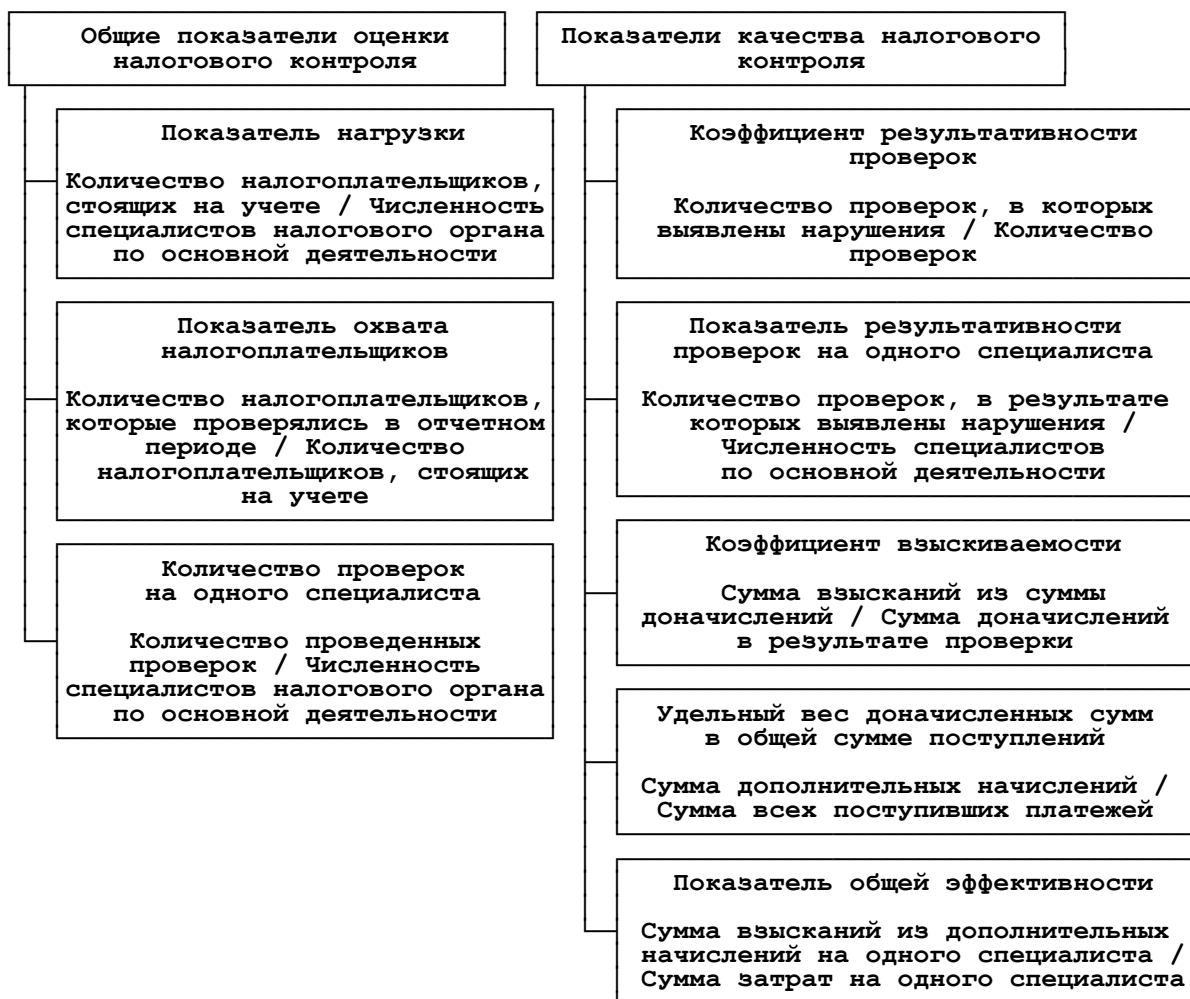 Общие показатели оценки
налогового контроля
Показатель нагрузки
Количество налогоплательщиков,
стоящих на учете / Численность
специалистов налогового органа
по основной деятельности
Показатель охвата
налогоплательщиков
Количество налогоплательщиков,
которые проверялись в отчетном
периоде / Количество
налогоплательщиков, стоящих
на учете
Количество проверок
на одного специалиста
Количество проведенных
проверок / Численность
специалистов налогового органа
по основной деятельности
Показатели качества налогового
контроля
Коэффициент результативности
проверок
Количество проверок, в которых
выявлены нарушения / Количество
проверок
Показатель результативности
проверок на одного специалиста
Количество проверок, в результате
которых выявлены нарушения /
Численность специалистов
по основной деятельности
Коэффициент взыскиваемости
Сумма взысканий из суммы
доначислений / Сумма доначислений
в результате проверки
Удельный вес доначисленных сумм
в общей сумме поступлений
Сумма дополнительных начислений /
Сумма всех поступивших платежей
Показатель общей эффективности
Сумма взысканий из дополнительных
начислений на одного специалиста /
Сумма затрат на одного специалиста